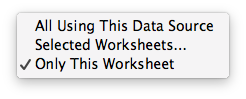 All Using This Data Source
Selected Worksheets...
✓ Only This Worksheet